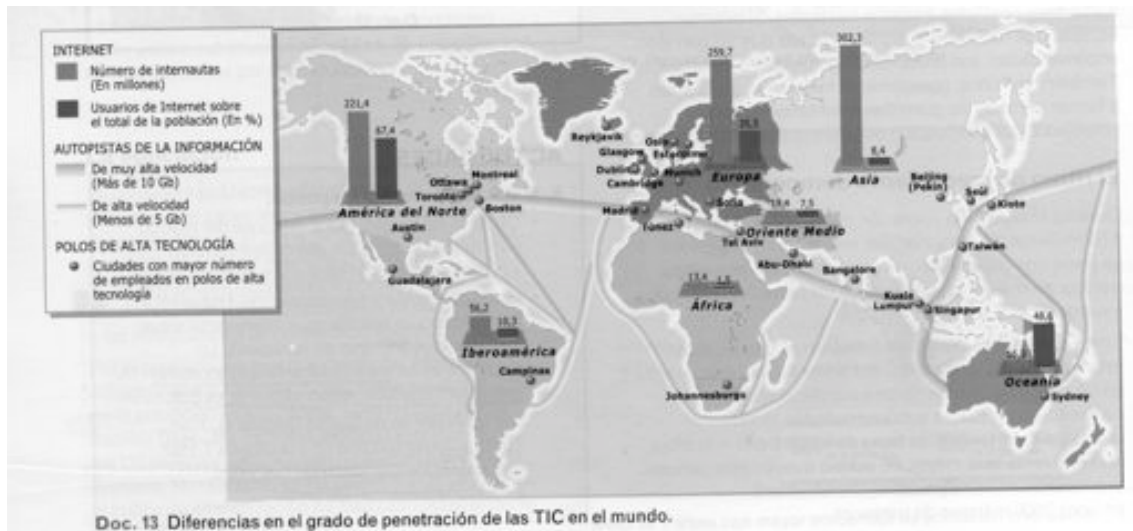 INTERNET
Número de internautas
(En millones)
Usuarios de Internet sobre
el total de la población (En %)
AUTOPISTAS DE LA INFORMACIÓN
De muy alta velocidad
(Más de 10 Gb)
De alta velocidad
(Menos de 5 Gb)
POLOS DE ALTA TECNOLOGÍA
Ciudades con mayor número
de empleados en polos de alta
tecnología
221,4
67,4
Ottawa
Montreal
Toronto
Boston
América del Norte
Austin
Guadalajara
56,2
10,3
Iberoamérica
Campinas
Reykjavik
Oslo
Glasgow
Estocolmo
Dublín
Cambridge
Munich
Madrid
Sofía
Túnez
259,7
Europa
302,3
8,4
Asia
19,4
7,5
Oriente Medio
Tel Aviv
Abu-Dhabi
Bangalore
Beijing
(Pekín)
Seúl
Kioto
Taiwán
Kuala
Lumpur
Singapur
13,4
África
Johannesburgo
48,6
Oceanía
Sydney
Doc. 13 Diferencias en el grado de penetración de las TIC en el mundo.